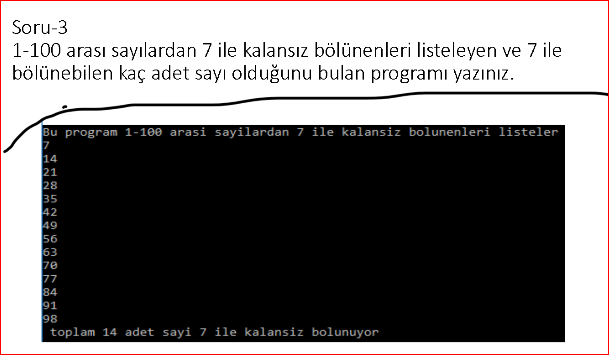 Soru-3
1-100 arası sayılardan 7 ile kalansız bölünenleri listeleyen ve 7 ile
bölünebilen kaç adet sayı olduğunu bulan programı yazınız.
Bu program 1-100 arasi sayilardan 7 ile kalansiz bolunenleri listeler
7
14
21
28
35
42
49
56
63
70
77
84
91
98
toplam 14 adet sayi 7 ile kalansiz bolunuyor